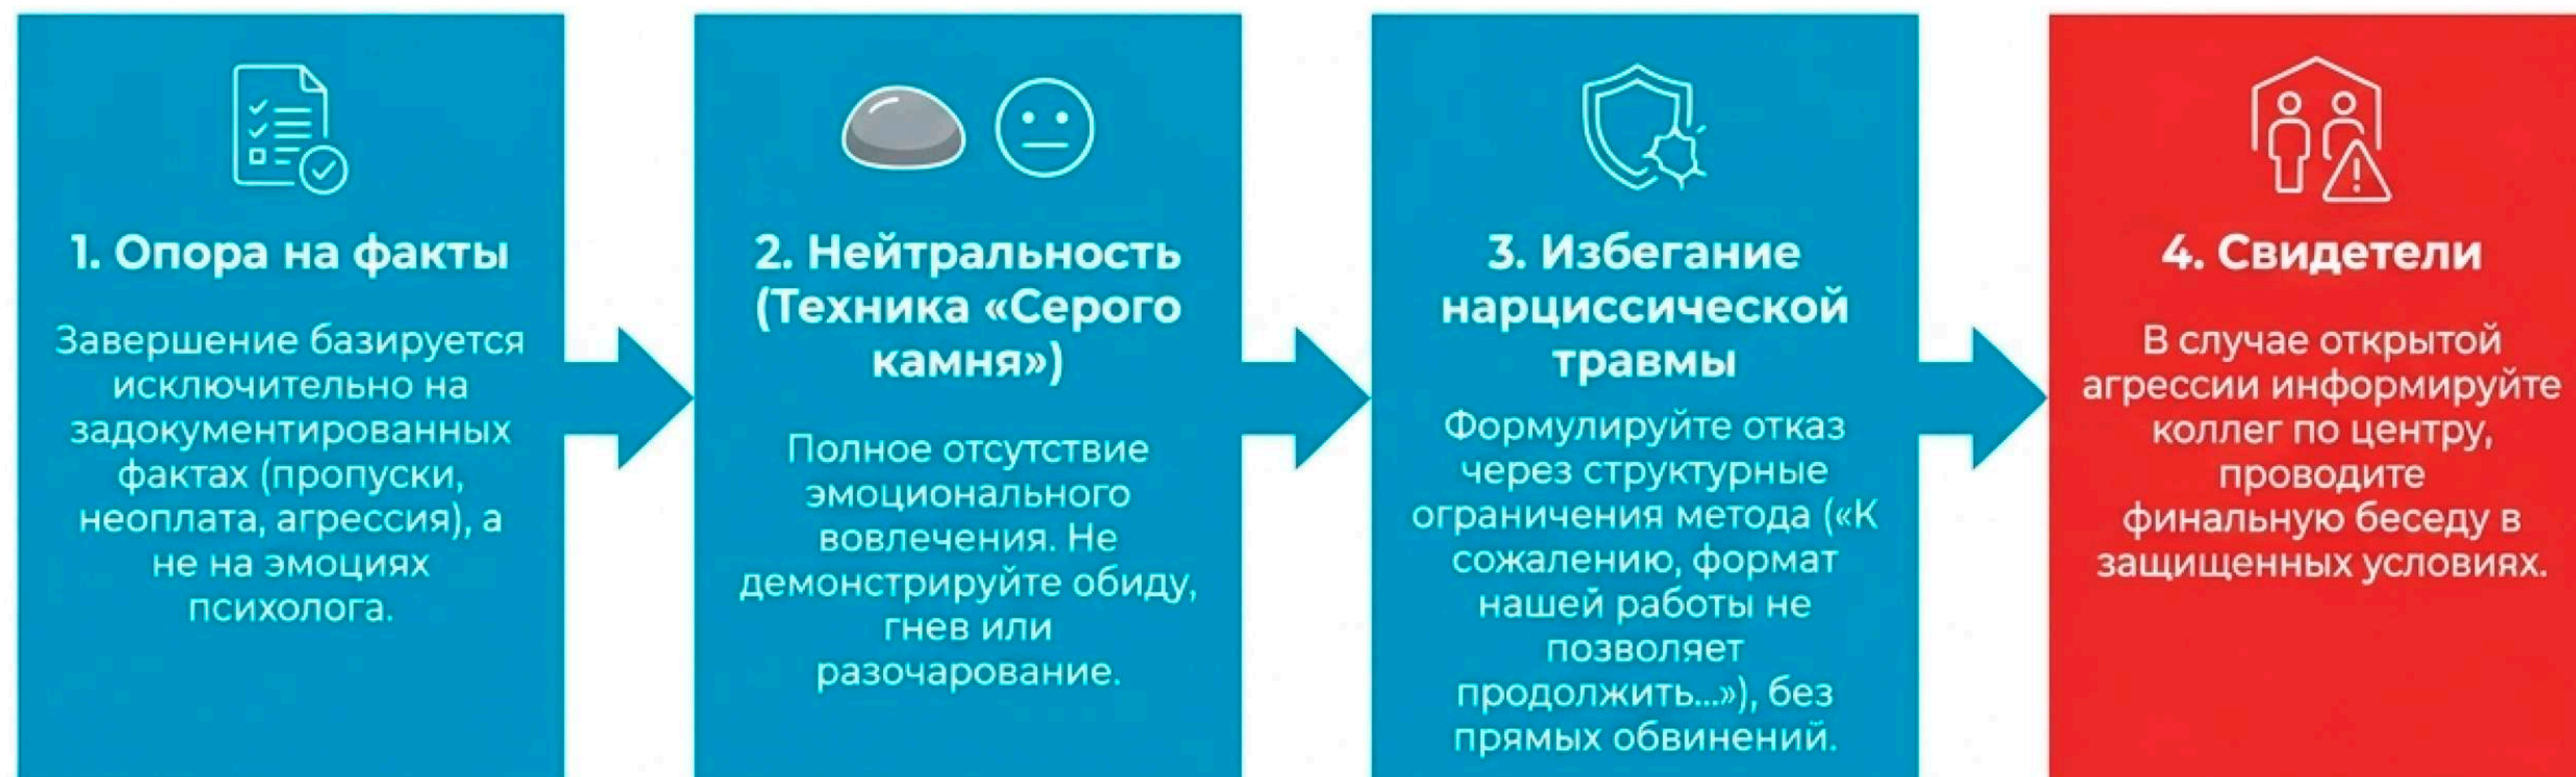 1. Опора на факты
Завершение базируется
исключительно на
задокументированных
фактах (пропуски,
неоплата, агрессия), а
не на эмоциях
психолога.
2. Нейтральность
(Техника «Серого
камня»)
Полное отсутствие
эмоционального
вовлечения. Не
демонстрируйте обиду,
гнев или
разочарование.
3. Избегание
нарциссической
травмы
Формулируйте отказ
через структурные
ограничения метода («К
сожалению, формат
нашей работы не
позволяет
продолжить...»), без
прямых обвинений.
4. Свидетели
В случае открытой
агрессии информируйте
коллег по центру,
проводите
финальную беседу в
защищенных условиях.